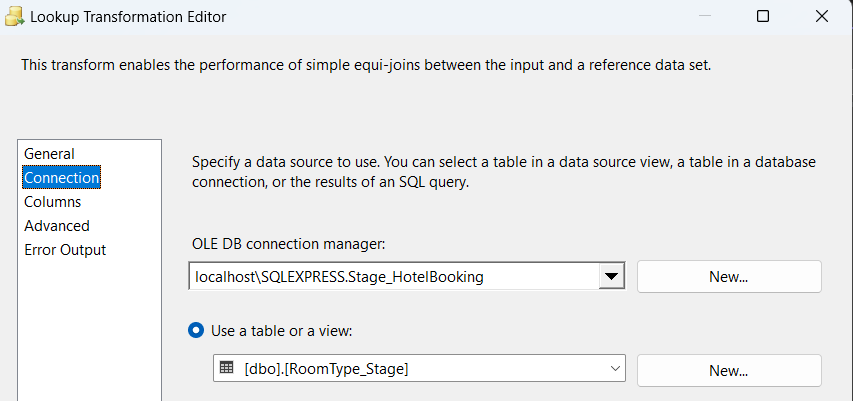 Lookup Transformation Editor
This transform enables the performance of simple equi-joins between the input and a reference data set.
General
Connection
Columns
Advanced
Error Output
Specify a data source to use. You can select a table in a data source view, a table in a database
connection, or the results of an SQL query.
OLE DB connection manager:
localhost\SQLEXPRESS.Stage_HotelBooking
New...
Use a table or a view:
[dbo].[RoomType_Stage]
New...